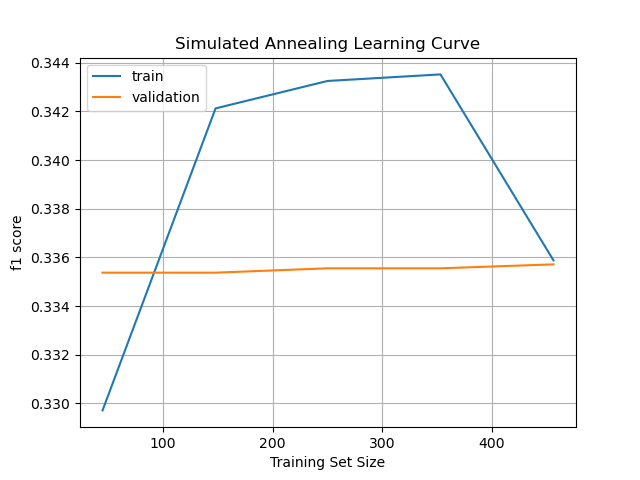 Simulated Annealing Learning Curve
train
validation
f1 score
0.344
0.342
0.340
0.338
0.336
0.334
0.332
0.330
100
200
300
400
Training Set Size